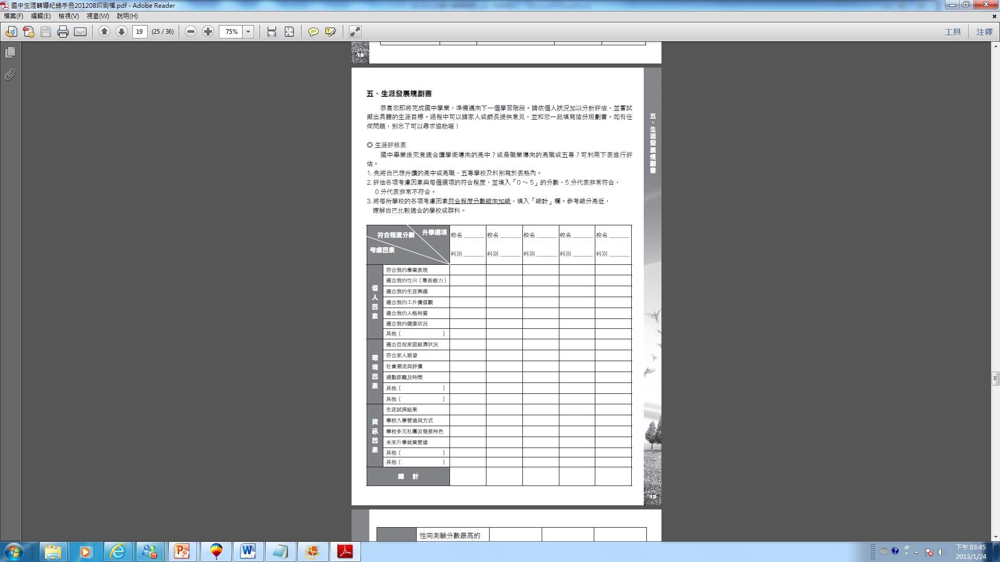 國中生涯輔導紀錄手冊201208印刷檔.pdf - Adobe Reader
檔案(F) 編輯(E) 檢視(V) 視窗(W) 說明(H)
19 (25 / 36) 75% 工具 注釋
18
五、生涯發展規劃書
恭喜您即將完成國中學業，準備邁向下一個學習階段。請依個人狀況加以分析評估，並嘗試
擬出具體的生涯目標。過程中可以請家人或師長提供意見，並和您一起填寫這份規劃書。如有任
何問題，別忘了可以尋求協助喔！
◎ 生涯評核表
國中畢業後究竟適合讀學術導向的高中？或是職業導向的高職或五專？可利用下表進行評
估。
1. 先將自己想升讀的高中或高職、五專學校及科別寫於表格內。
2. 評估各項考慮因素與每個選項的符合程度，並填入「0 ～ 5」的分數，5 分代表非常符合，
0 分代表非常不符合。
3. 將每所學校的各項考慮因素符合程度分數縱向加總，填入「總計」欄。參考總分高低，
瞭解自己比較適合的學校或群科。
五、生涯發展規劃書
符合程度分數 升學選項 考慮因素
校名 ________ 校名 ________ 校名 ________ 校名 ________ 校名 ________
科別 ________ 科別 ________ 科別 ________ 科別 ________ 科別 ________
個人因素
符合我的學業表現
適合我的性向（專長能力）
適合我的生涯興趣
適合我的工作價值觀
適合我的人格特質
適合我的健康狀況
其他（ ）
環境因素
適合目前家庭經濟狀況
符合家人期望
社會潮流與評價
通勤距離及時間
其他（ ）
其他（ ）
資訊因素
生涯試探結果
學校入學管道與方式
學校多元社團及發展特色
未來升學就業管道
其他（ ）
其他（ ）
總 計
19
性向測驗分數最高的
下午 03:45
2013/1/24